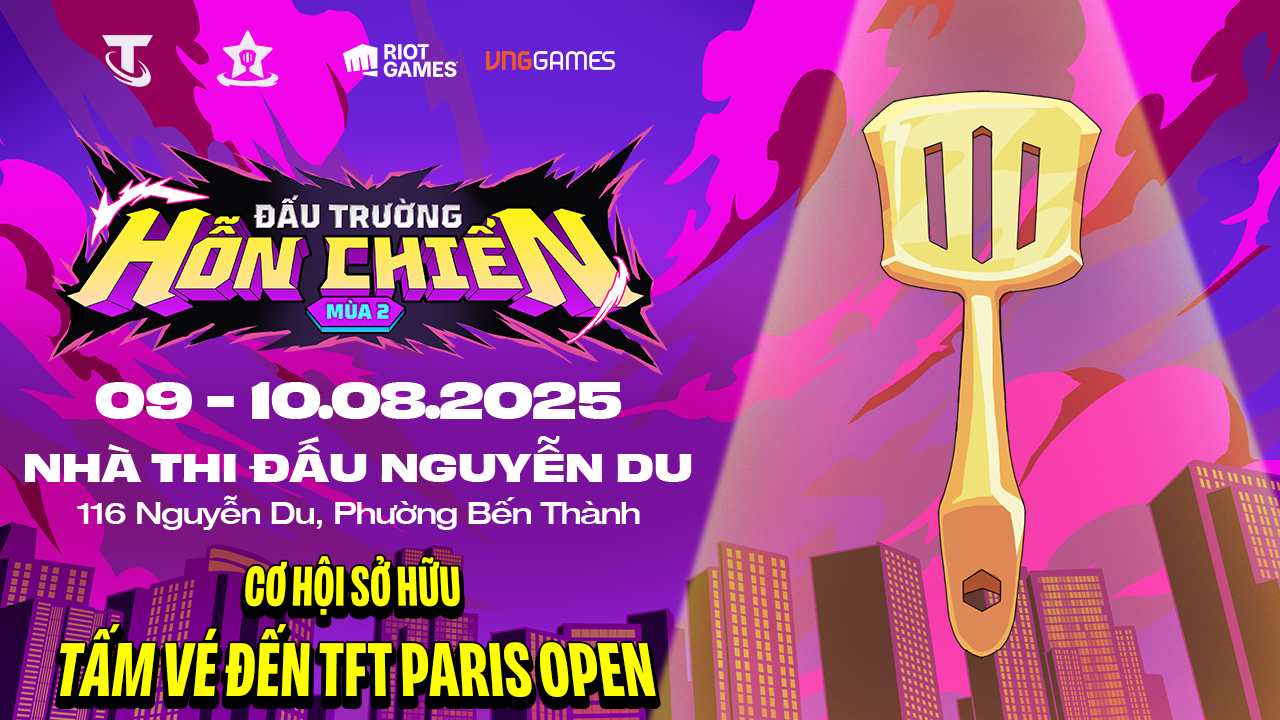 RIOT
GAMES
VNGGAMES
ĐẤU TRƯỜNG
HỖN CHIẾN
MÙA 2
09 - 10.08.2025
NHÀ THI ĐẤU NGUYỄN DU
116 Nguyễn Du, Phường Bến Thành
CƠ HỘI SỞ HỮU
TẤM VÉ ĐẾN TFT PARIS OPEN